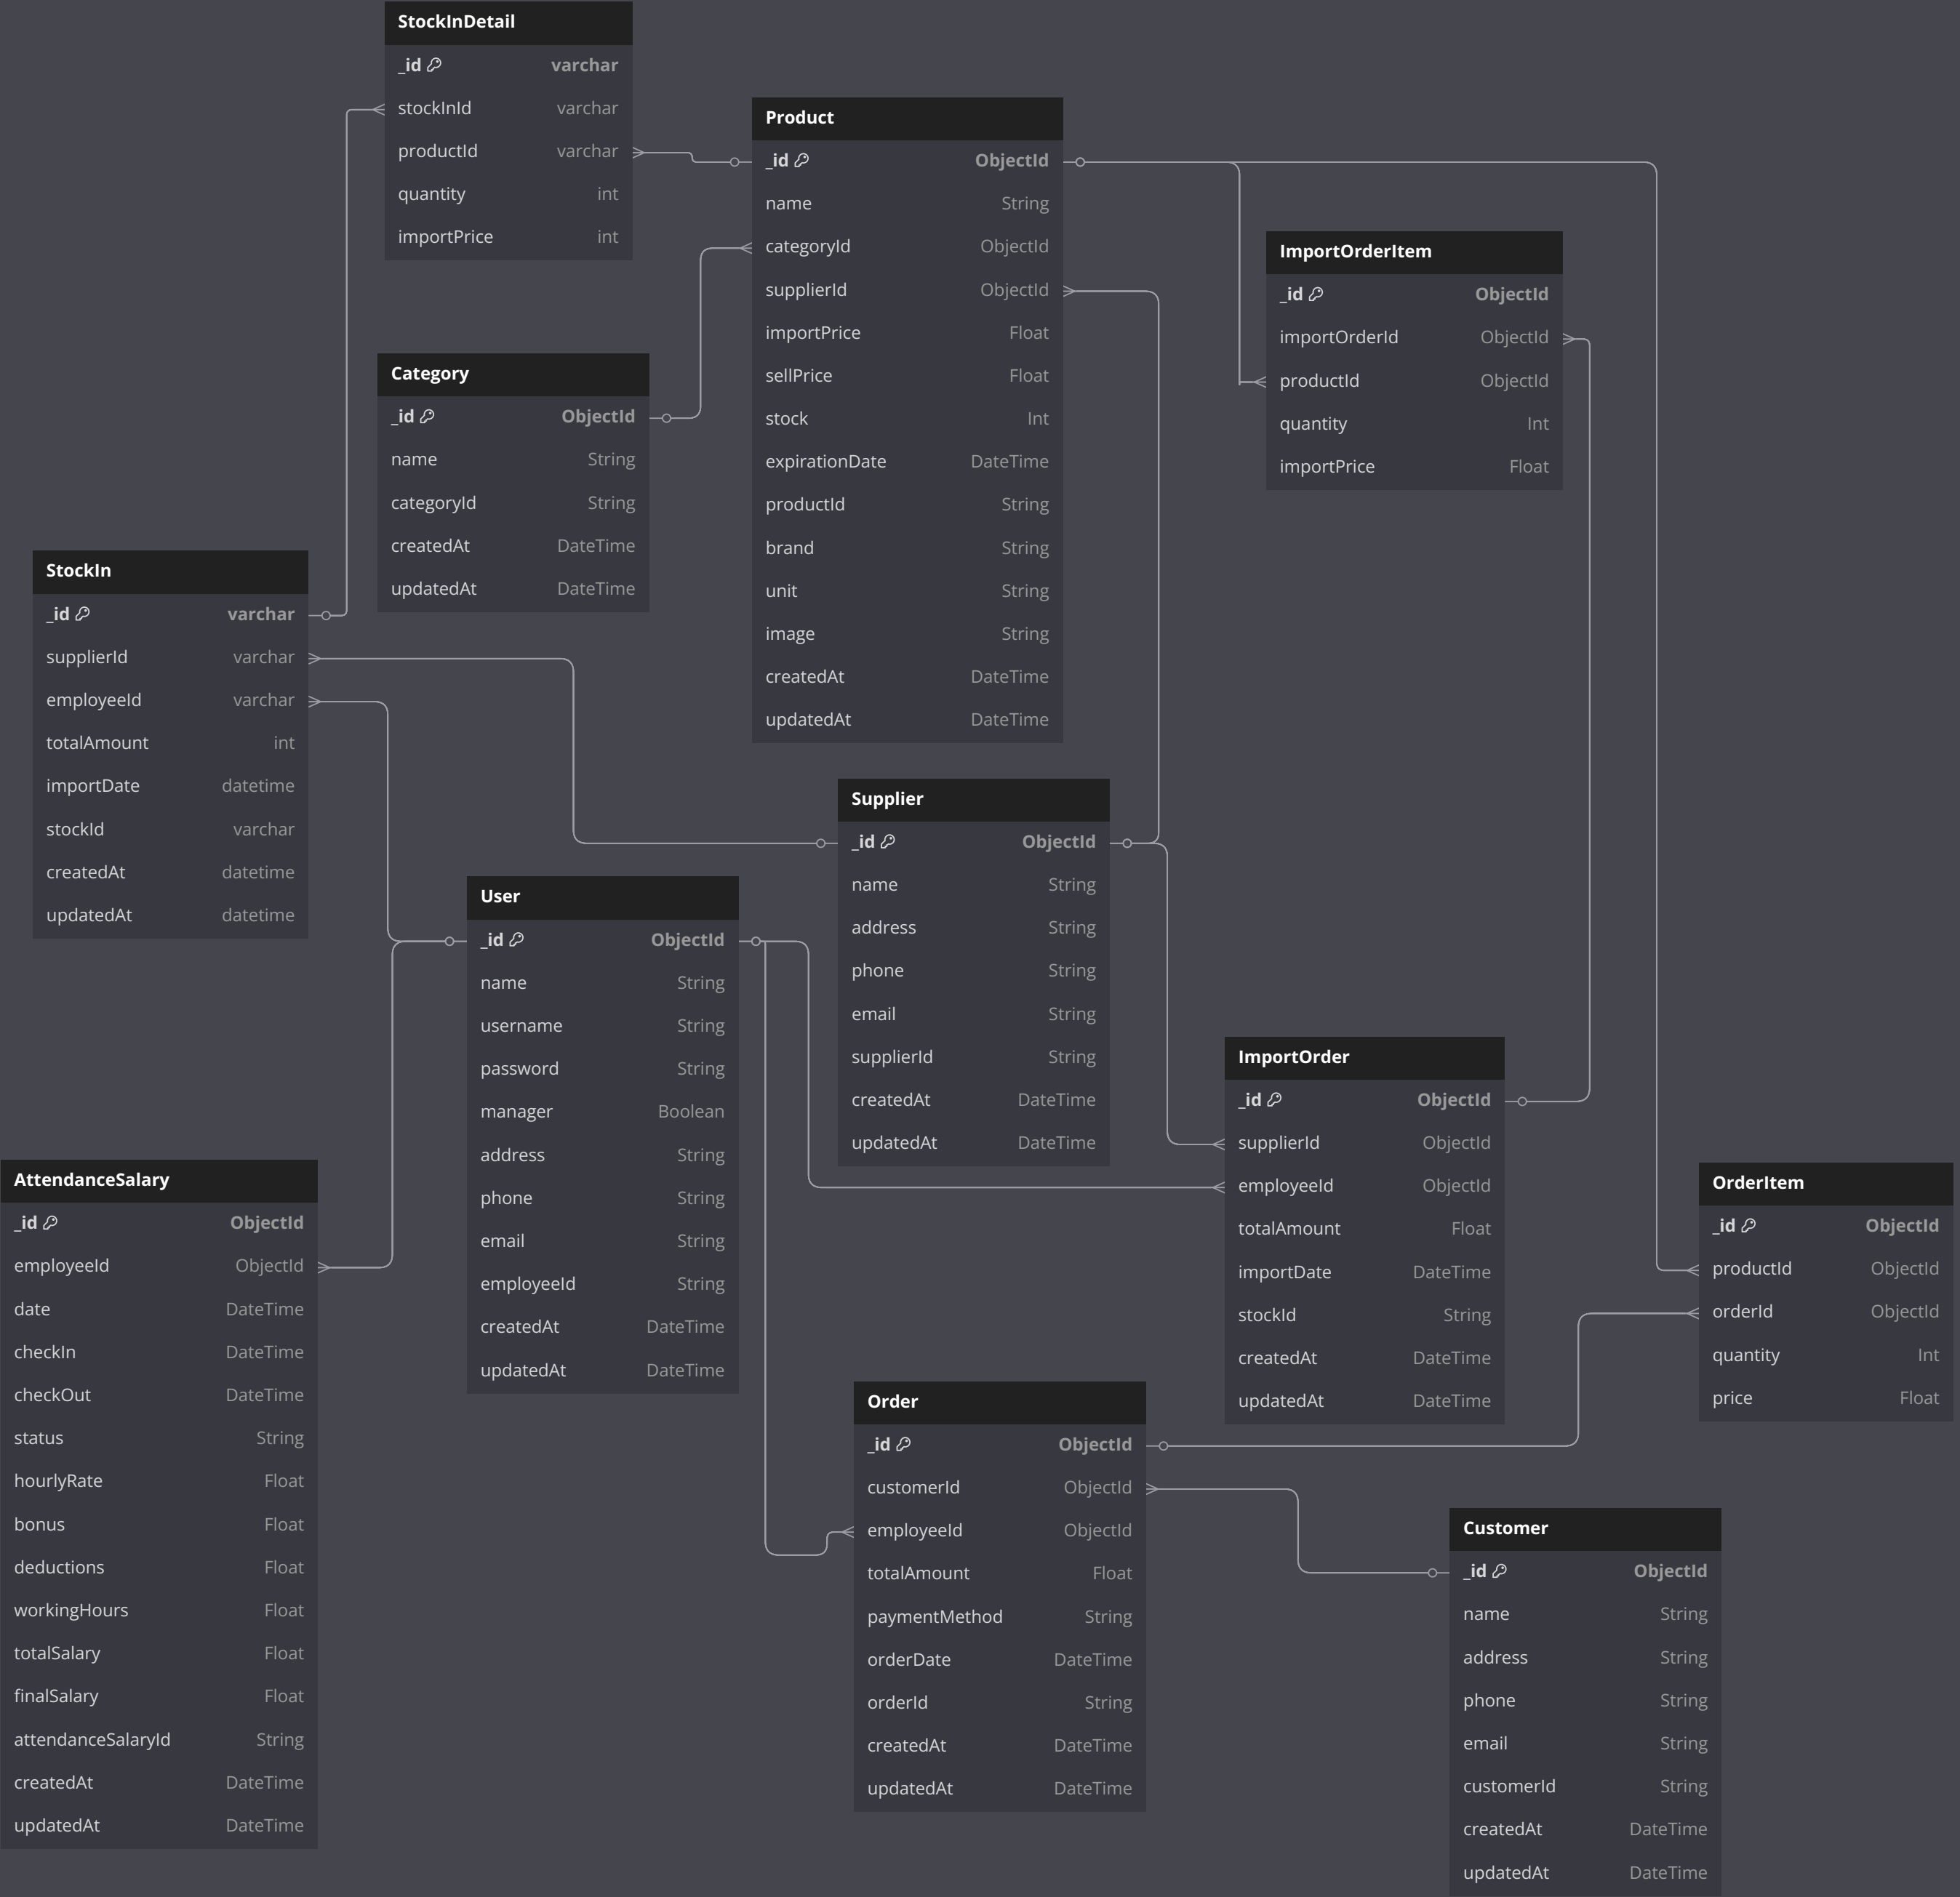 StockInDetail
_id varchar
stockInId varchar
productId varchar
quantity int
importPrice int
Product
_id ObjectId
name String
categoryId ObjectId
supplierId ObjectId
importPrice Float
sellPrice Float
stock Int
expirationDate DateTime
productId String
brand String
unit String
image String
createdAt DateTime
updatedAt DateTime
ImportOrderItem
_id ObjectId
importOrderId ObjectId
productId ObjectId
quantity Int
importPrice Float
Category
_id ObjectId
name String
categoryId String
createdAt DateTime
updatedAt DateTime
StockIn
_id varchar
supplierId varchar
employeeId varchar
totalAmount int
importDate datetime
stockId varchar
createdAt datetime
updatedAt datetime
Supplier
_id ObjectId
name String
address String
phone String
email String
supplierId String
createdAt DateTime
updatedAt DateTime
User
_id ObjectId
name String
username String
password String
manager Boolean
address String
phone String
email String
employeeId String
createdAt DateTime
updatedAt DateTime
ImportOrder
_id ObjectId
supplierId ObjectId
employeeId ObjectId
totalAmount Float
importDate DateTime
stockId String
createdAt DateTime
updatedAt DateTime
AttendanceSalary
_id ObjectId
employeeId ObjectId
date DateTime
checkIn DateTime
checkOut DateTime
status String
hourlyRate Float
bonus Float
deductions Float
workingHours Float
totalSalary Float
finalSalary Float
attendanceSalaryId String
createdAt DateTime
updatedAt DateTime
OrderItem
_id ObjectId
productId ObjectId
orderId ObjectId
quantity Int
price Float
Order
_id ObjectId
customerId ObjectId
employeeId ObjectId
totalAmount Float
paymentMethod String
orderDate DateTime
orderId String
createdAt DateTime
updatedAt DateTime
Customer
_id ObjectId
name String
address String
phone String
email String
customerId String
createdAt DateTime
updatedAt DateTime